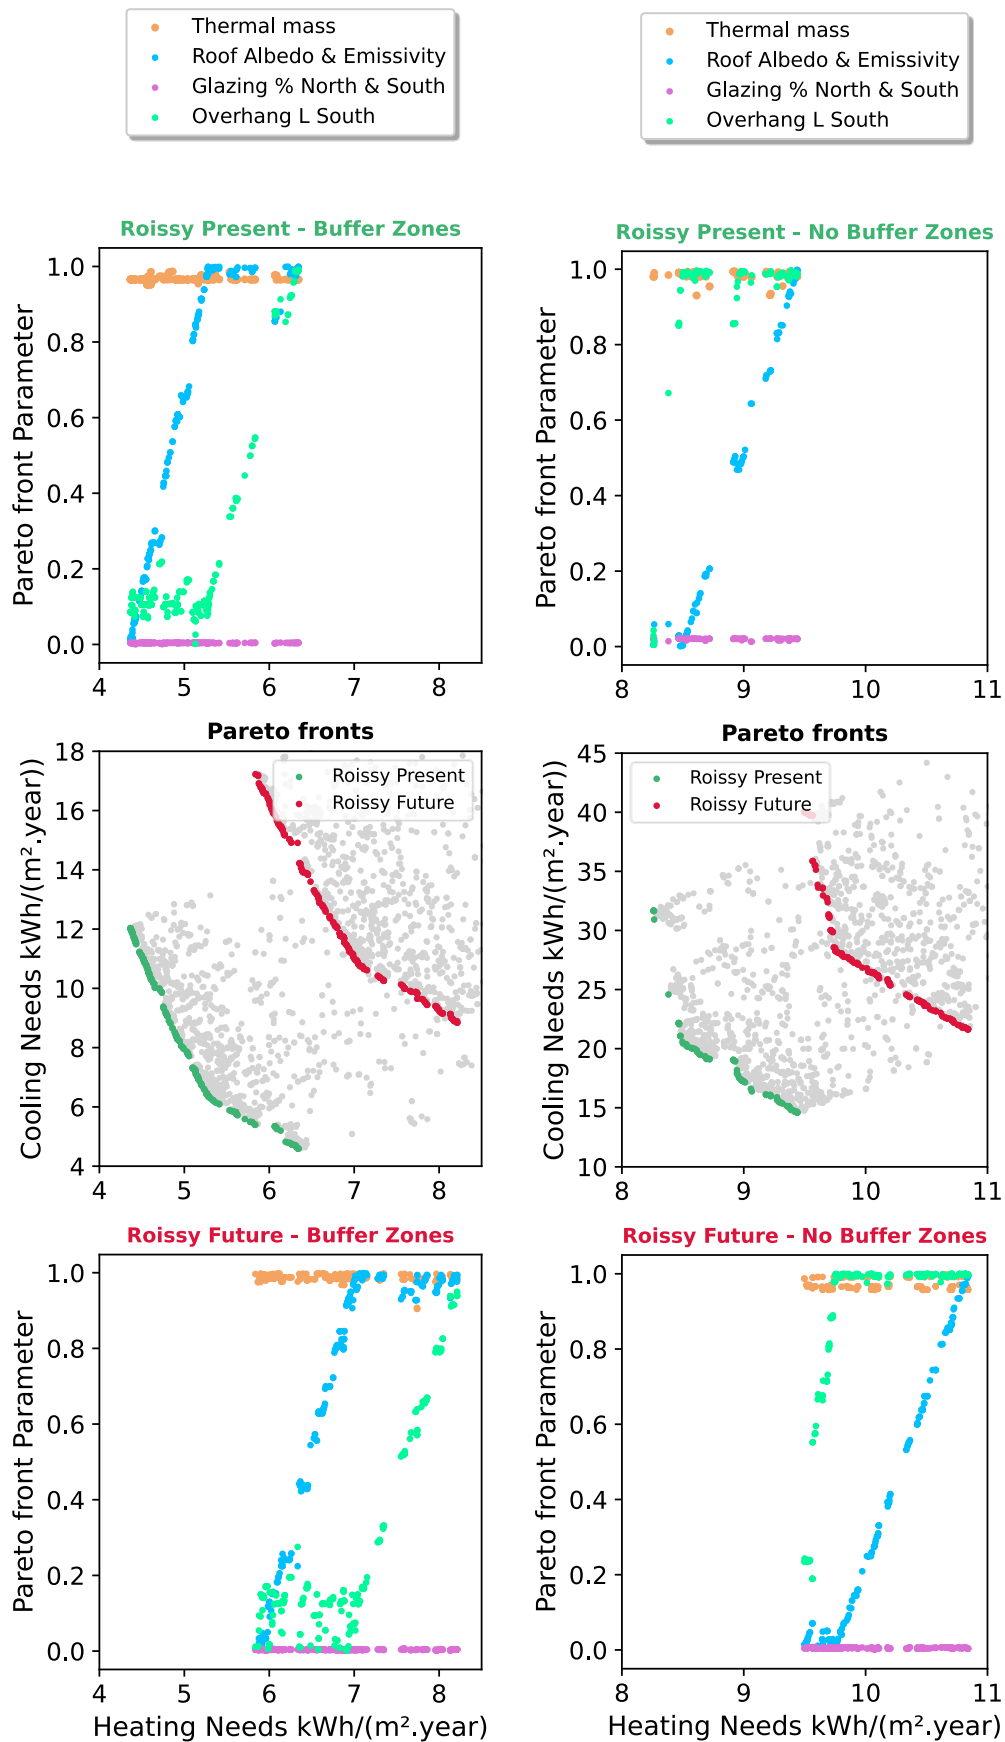 Thermal mass
Roof Albedo & Emissivity
Glazing % North & South
Overhang L South
Thermal mass
Roof Albedo & Emissivity
Glazing % North & South
Overhang L South
Roissy Present - Buffer Zones
Pareto front Parameter
1.0
0.8
0.6
0.4
0.2
0.0
4 5 6 7 8
Roissy Present - No Buffer Zones
Pareto front Parameter
1.0
0.8
0.6
0.4
0.2
0.0
8 9 10 11
Pareto fronts
Cooling Needs kWh/(m².year))
18
16
14
12
10
8
6
4
Roissy Present
Roissy Future
4 5 6 7 8
Pareto fronts
Cooling Needs kWh/(m².year))
45
40
35
30
25
20
15
10
Roissy Present
Roissy Future
8 9 10 11
Roissy Future - Buffer Zones
Pareto front Parameter
1.0
0.8
0.6
0.4
0.2
0.0
4 5 6 7 8
Heating Needs kWh/(m².year)
Roissy Future - No Buffer Zones
Pareto front Parameter
1.0
0.8
0.6
0.4
0.2
0.0
8 9 10 11
Heating Needs kWh/(m².year)